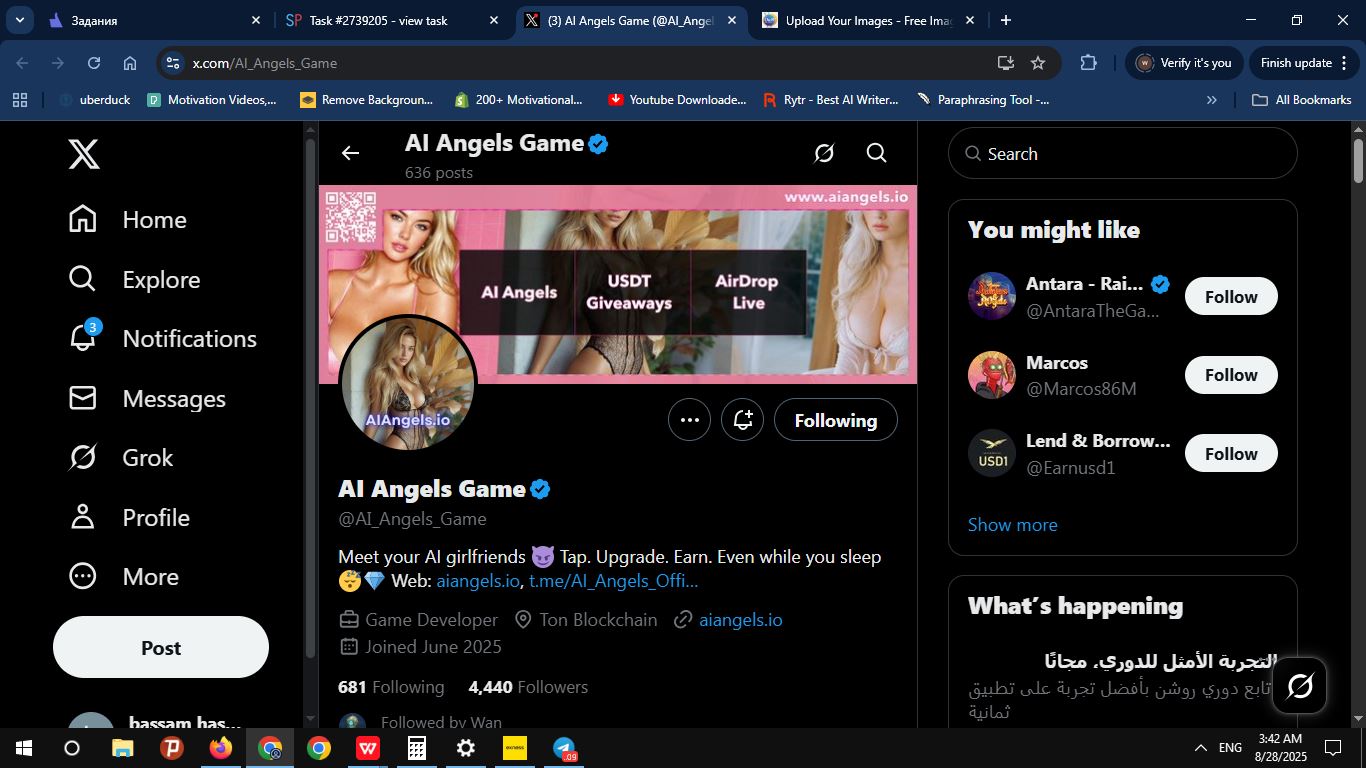 Задания
Task #2739205 - view task
(3) AI Angels Game (@AI_Angel
Upload Your Images - Free Imag
x.com/AI_Angels_Game
Verify it's you
Finish update
uberduck
Motivation Videos,...
Remove Backgroun...
200+ Motivational...
Youtube Downloade...
Rytr - Best AI Writer...
Paraphrasing Tool -...
»
All Bookmarks
Home
Explore
3
Notifications
Messages
Grok
Profile
More
Post
bassam has...
AI Angels Game
636 posts
www.aiangels.io
AI Angels
USDT
Giveaways
AirDrop
Live
AIAngels.io
Following
AI Angels Game
@AI_Angels_Game
Meet your AI girlfriends 😈 Tap. Upgrade. Earn. Even while you sleep
😴💎 Web: aiangels.io, t.me/AI_Angels_Offi...
Game Developer Ton Blockchain aiangels.io
Joined June 2025
681 Following 4,440 Followers
Followed by Wan
Search
You might like
Antara - Rai...
@AntaraTheGa...
Follow
Marcos
@Marcos86M
Follow
USD1
Lend & Borrow...
@Earnusd1
Follow
Show more
What's happening
التجربة الأمثل للدوري، مجانًا
تابع دوري روشن بأفضل تجربة على تطبيق
ثمانية
exness
.09
ENG
3:42 AM
8/28/2025